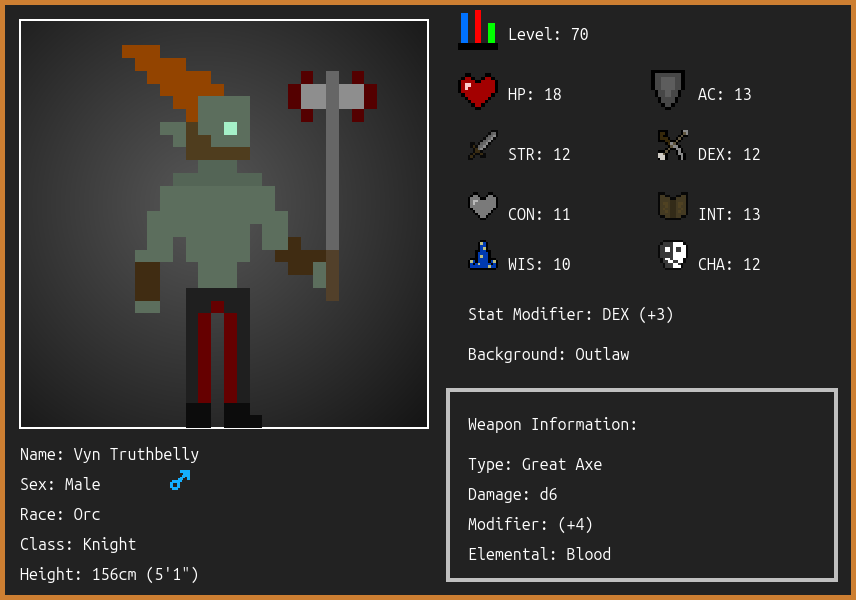 Level: 70
HP: 18
AC: 13
STR: 12
DEX: 12
CON: 11
INT: 13
WIS: 10
CHA: 12
Stat Modifier: DEX (+3)
Background: Outlaw
Weapon Information:
Type: Great Axe
Damage: d6
Modifier: (+4)
Elemental: Blood
Name: Vyn Truthbelly
Sex: Male
Race: Orc
Class: Knight
Height: 156cm (5'1")